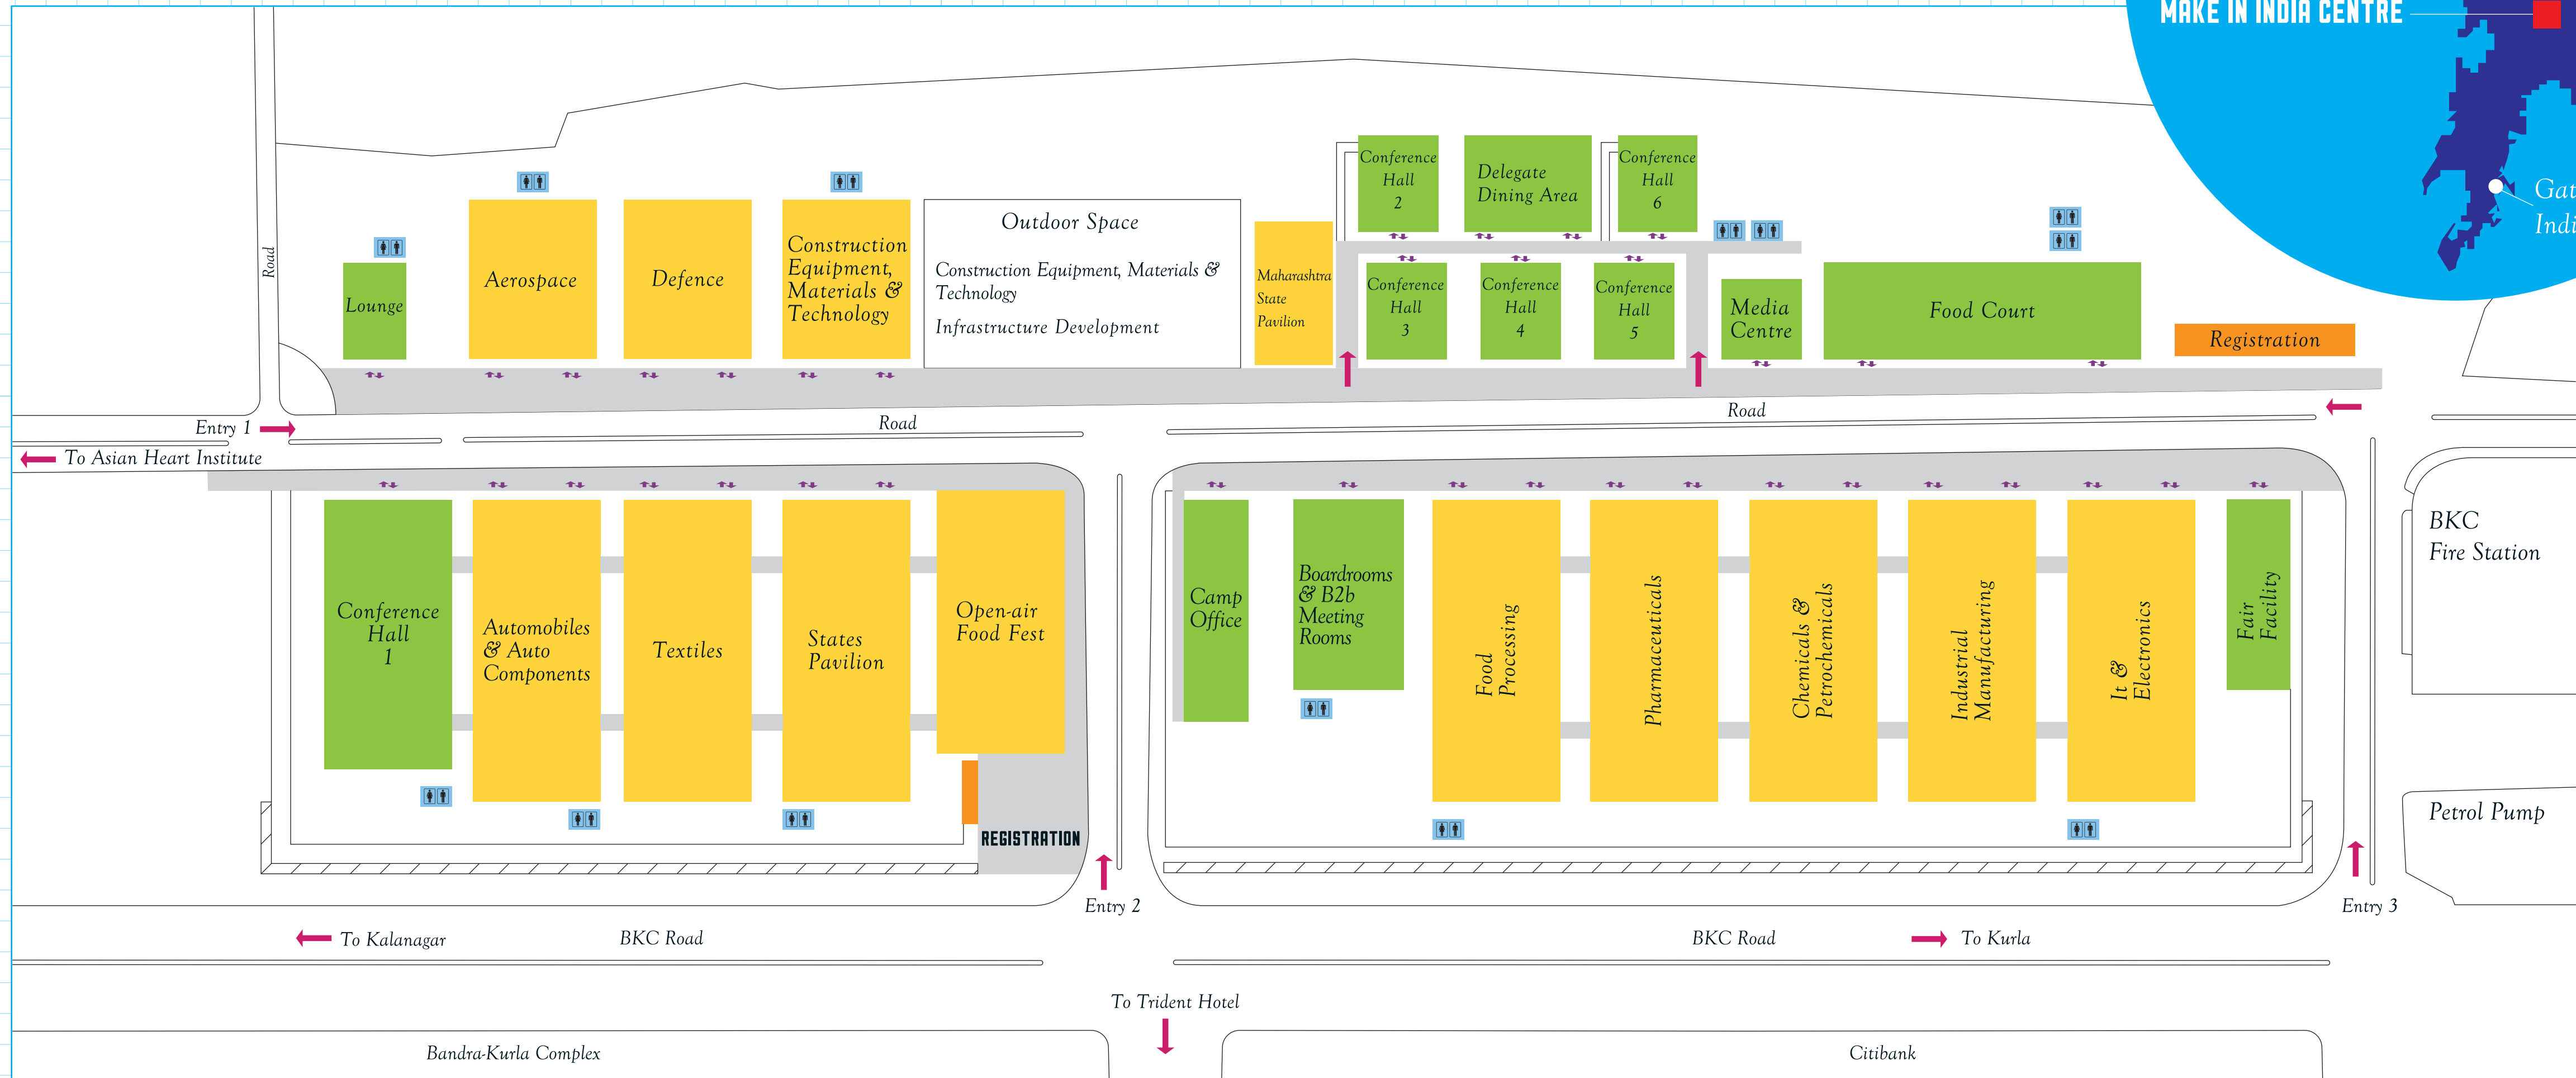 MAKE IN INDIA CENTRE
Gat
Indi
Conference
Hall
2
Delegate
Dining Area
Conference
Hall
6
Outdoor Space
Construction Equipment, Materials &
Technology
Infrastructure Development
Road
Lounge
Aerospace
Defence
Construction
Equipment,
Materials &
Technology
Maharashtra
State
Pavilion
Conference
Hall
3
Conference
Hall
4
Conference
Hall
5
Media
Centre
Food Court
Registration
Entry 1
Road
Road
To Asian Heart Institute
Conference
Hall
1
Automobiles
& Auto
Components
Textiles
States
Pavilion
Open-air
Food Fest
Camp
Office
Boardrooms
& B2b
Meeting
Rooms
Food
Processing
Pharmaceuticals
Chemicals &
Petrochemicals
Industrial
Manufacturing
It &
Electronics
Fair
Facility
BKC
Fire Station
Petrol Pump
REGISTRATION
Entry 2
Entry 3
To Kalanagar
BKC Road
BKC Road
To Kurla
To Trident Hotel
Bandra-Kurla Complex
Citibank